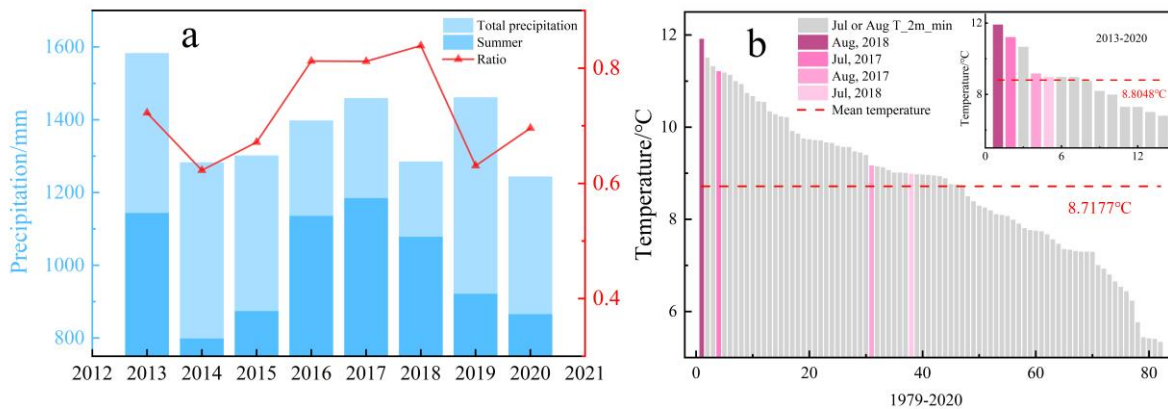 a
Total precipitation
Summer
Ratio
Precipitation/mm
1600
1400
1200
1000
800
0.8
0.6
0.4
2012 2013 2014 2015 2016 2017 2018 2019 2020 2021
b
Jul or Aug T_2m_min
Aug, 2018
Jul, 2017
Aug, 2017
Jul, 2018
Mean temperature
Temperature/°C
12
10
8
6
8.7177°C
0 20 40 60 80
1979-2020
2013-2020
Temperature/°C
12
8
8.8048°C
0 6 12